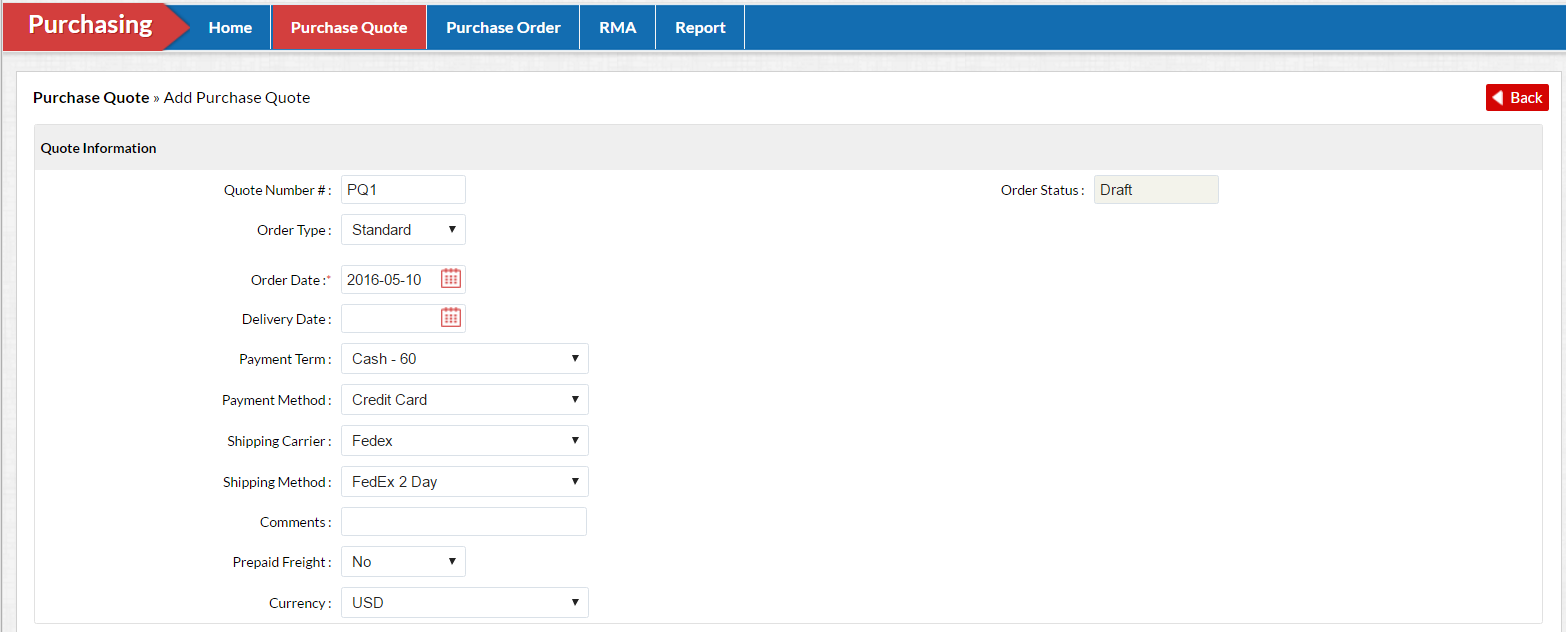 Purchasing Home Purchase Quote Purchase Order RMA Report
Purchase Quote » Add Purchase Quote Back
Quote Information
Quote Number # : PQ1 Order Status : Draft
Order Type : Standard
Order Date :* 2016-05-10
Delivery Date :
Payment Term : Cash - 60
Payment Method : Credit Card
Shipping Carrier : Fedex
Shipping Method : FedEx 2 Day
Comments :
Prepaid Freight : No
Currency : USD